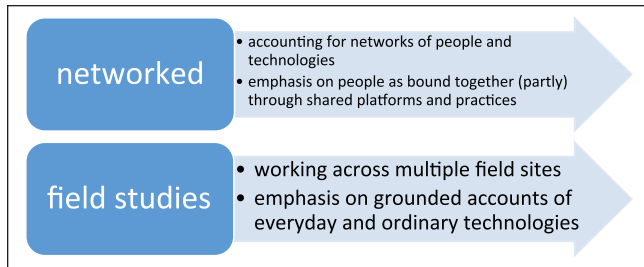 networked
• accounting for networks of people and
technologies
• emphasis on people as bound together (partly)
through shared platforms and practices
field studies
• working across multiple field sites
• emphasis on grounded accounts of
everyday and ordinary technologies